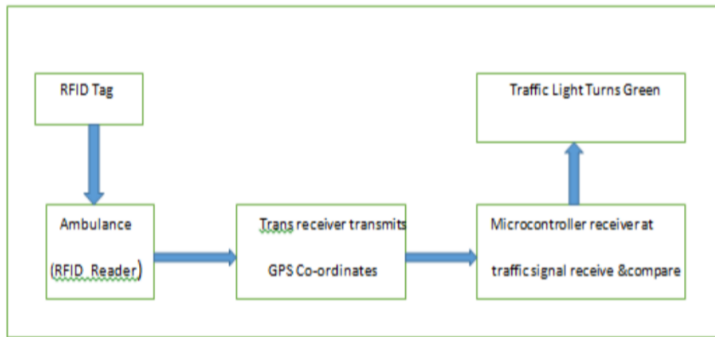 RFID Tag
Traffic Light Turns Green
Ambulance
(RFID Reader)
Trans receiver transmits
GPS Co-ordinates
Microcontroller receiver at
traffic signal receive &compare